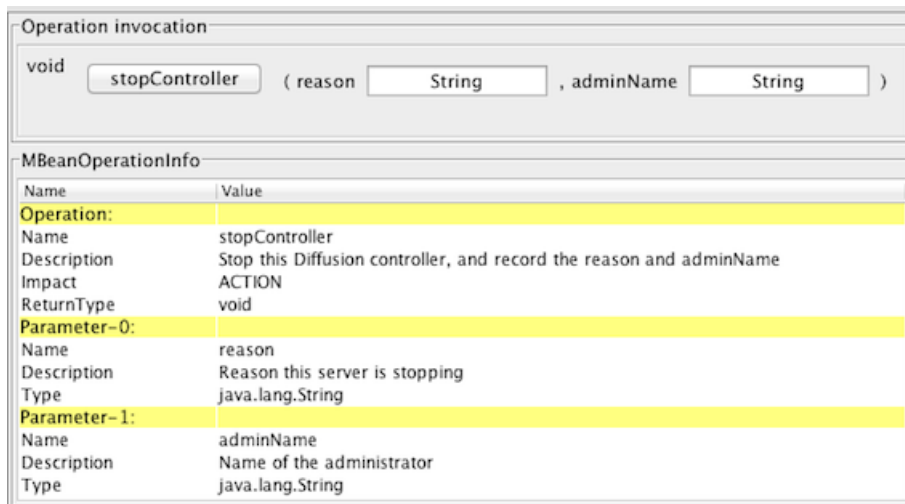 Operation invocation
void stopController ( reason String , adminName String )
MBeanOperationInfo
Name Value
Operation:
Name stopController
Description Stop this Diffusion controller, and record the reason and adminName
Impact ACTION
ReturnType void
Parameter-0:
Name reason
Description Reason this server is stopping
Type java.lang.String
Parameter-1:
Name adminName
Description Name of the administrator
Type java.lang.String